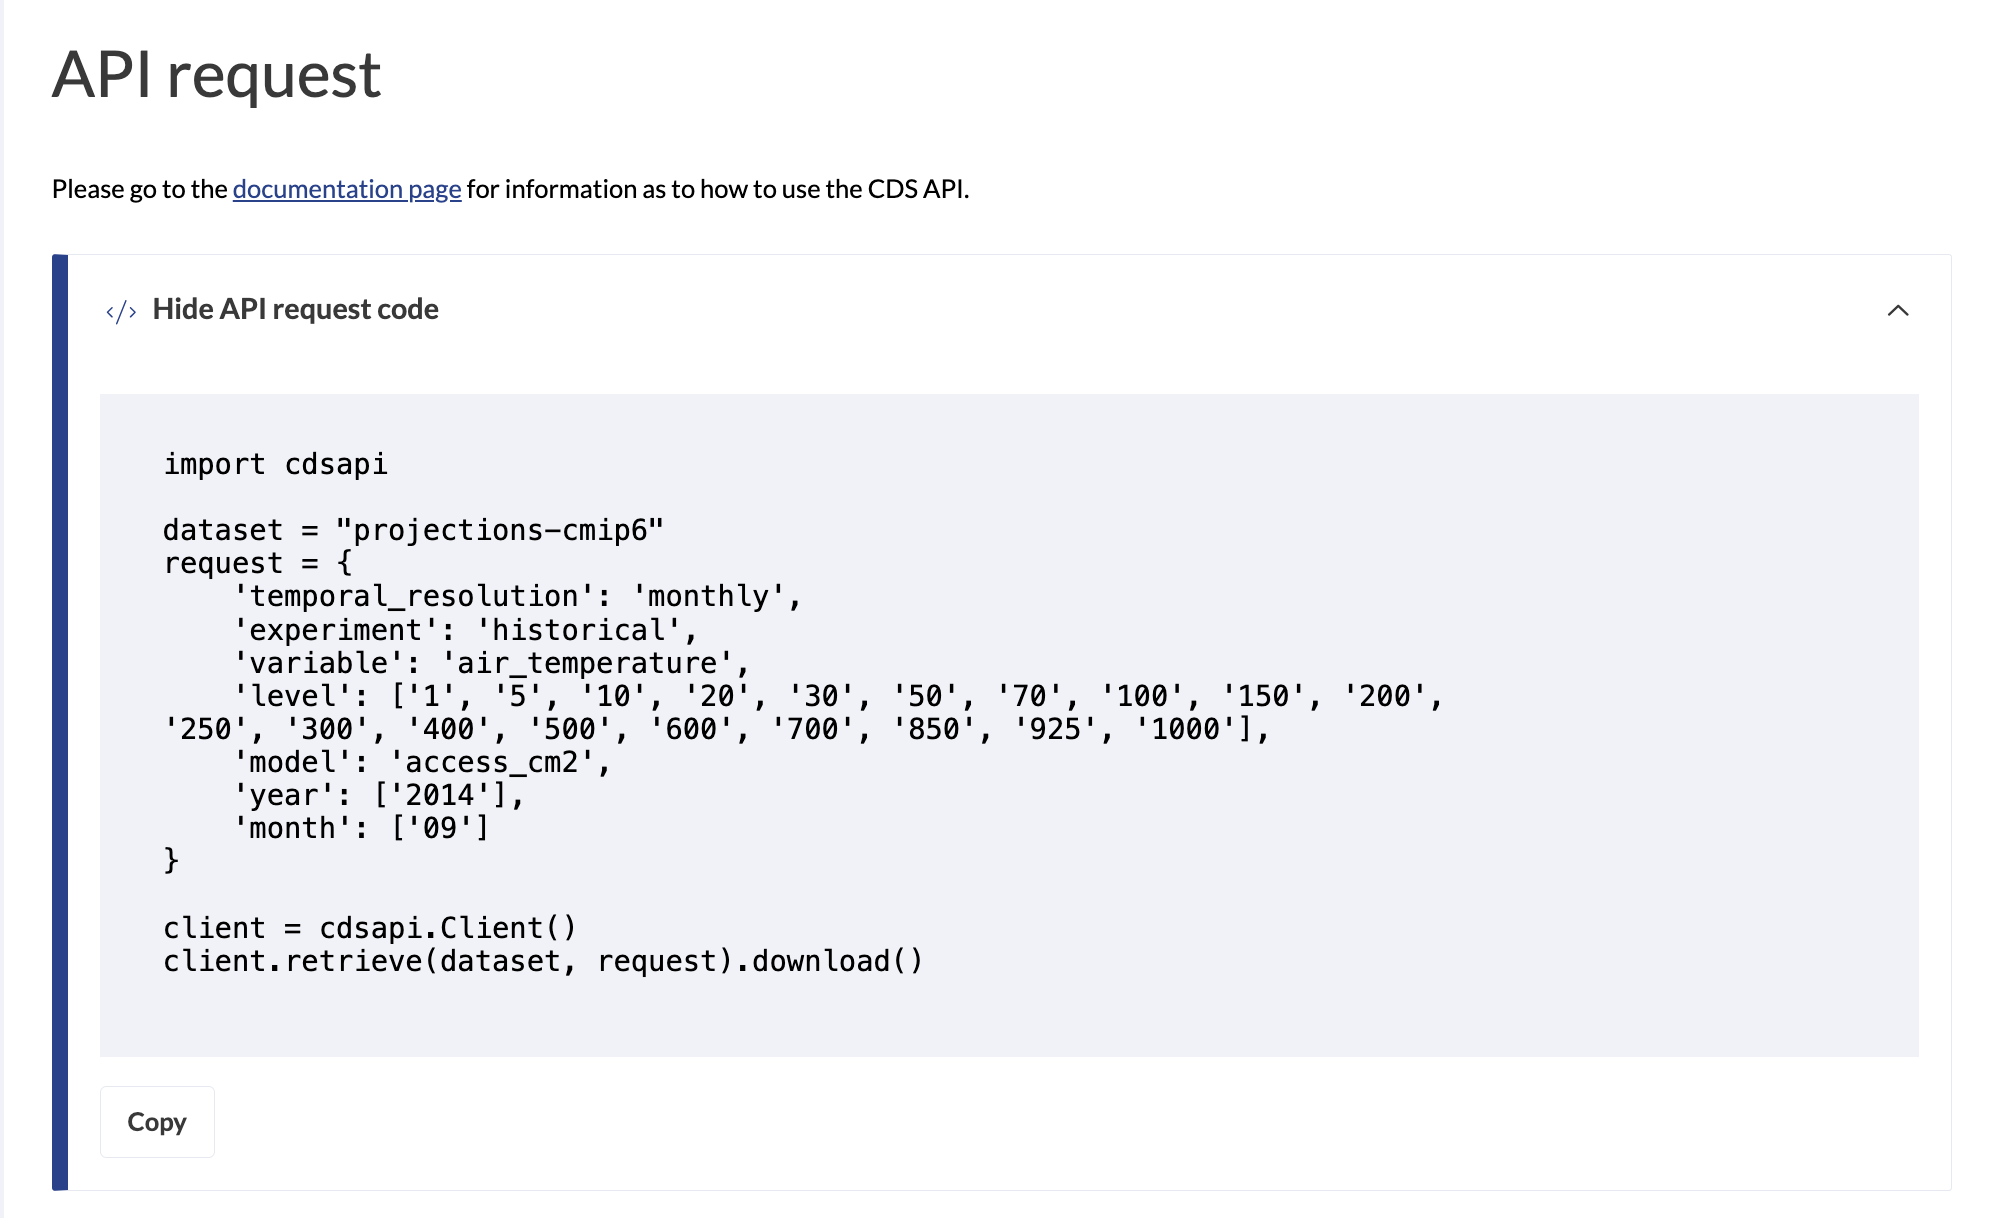 API request
Please go to the documentation page for information as to how to use the CDS API.
</> Hide API request code
import cdsapi
dataset = "projections-cmip6"
request = {
    'temporal_resolution': 'monthly',
    'experiment': 'historical',
    'variable': 'air_temperature',
    'level': ['1', '5', '10', '20', '30', '50', '70', '100', '150', '200',
'250', '300', '400', '500', '600', '700', '850', '925', '1000'],
    'model': 'access_cm2',
    'year': ['2014'],
    'month': ['09']
}
client = cdsapi.Client()
client.retrieve(dataset, request).download()
Copy